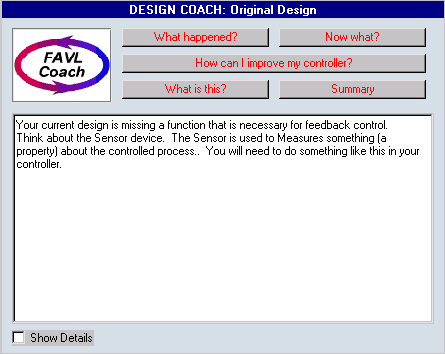 DESIGN COACH: Original Design
FAVL
Coach
What happened?
Now what?
How can I improve my controller?
What is this?
Summary
Your current design is missing a function that is necessary for feedback control.
Think about the Sensor device.  The Sensor is used to Measures something (a
property) about the controlled process..  You will need to do something like this in your
controller.
Show Details